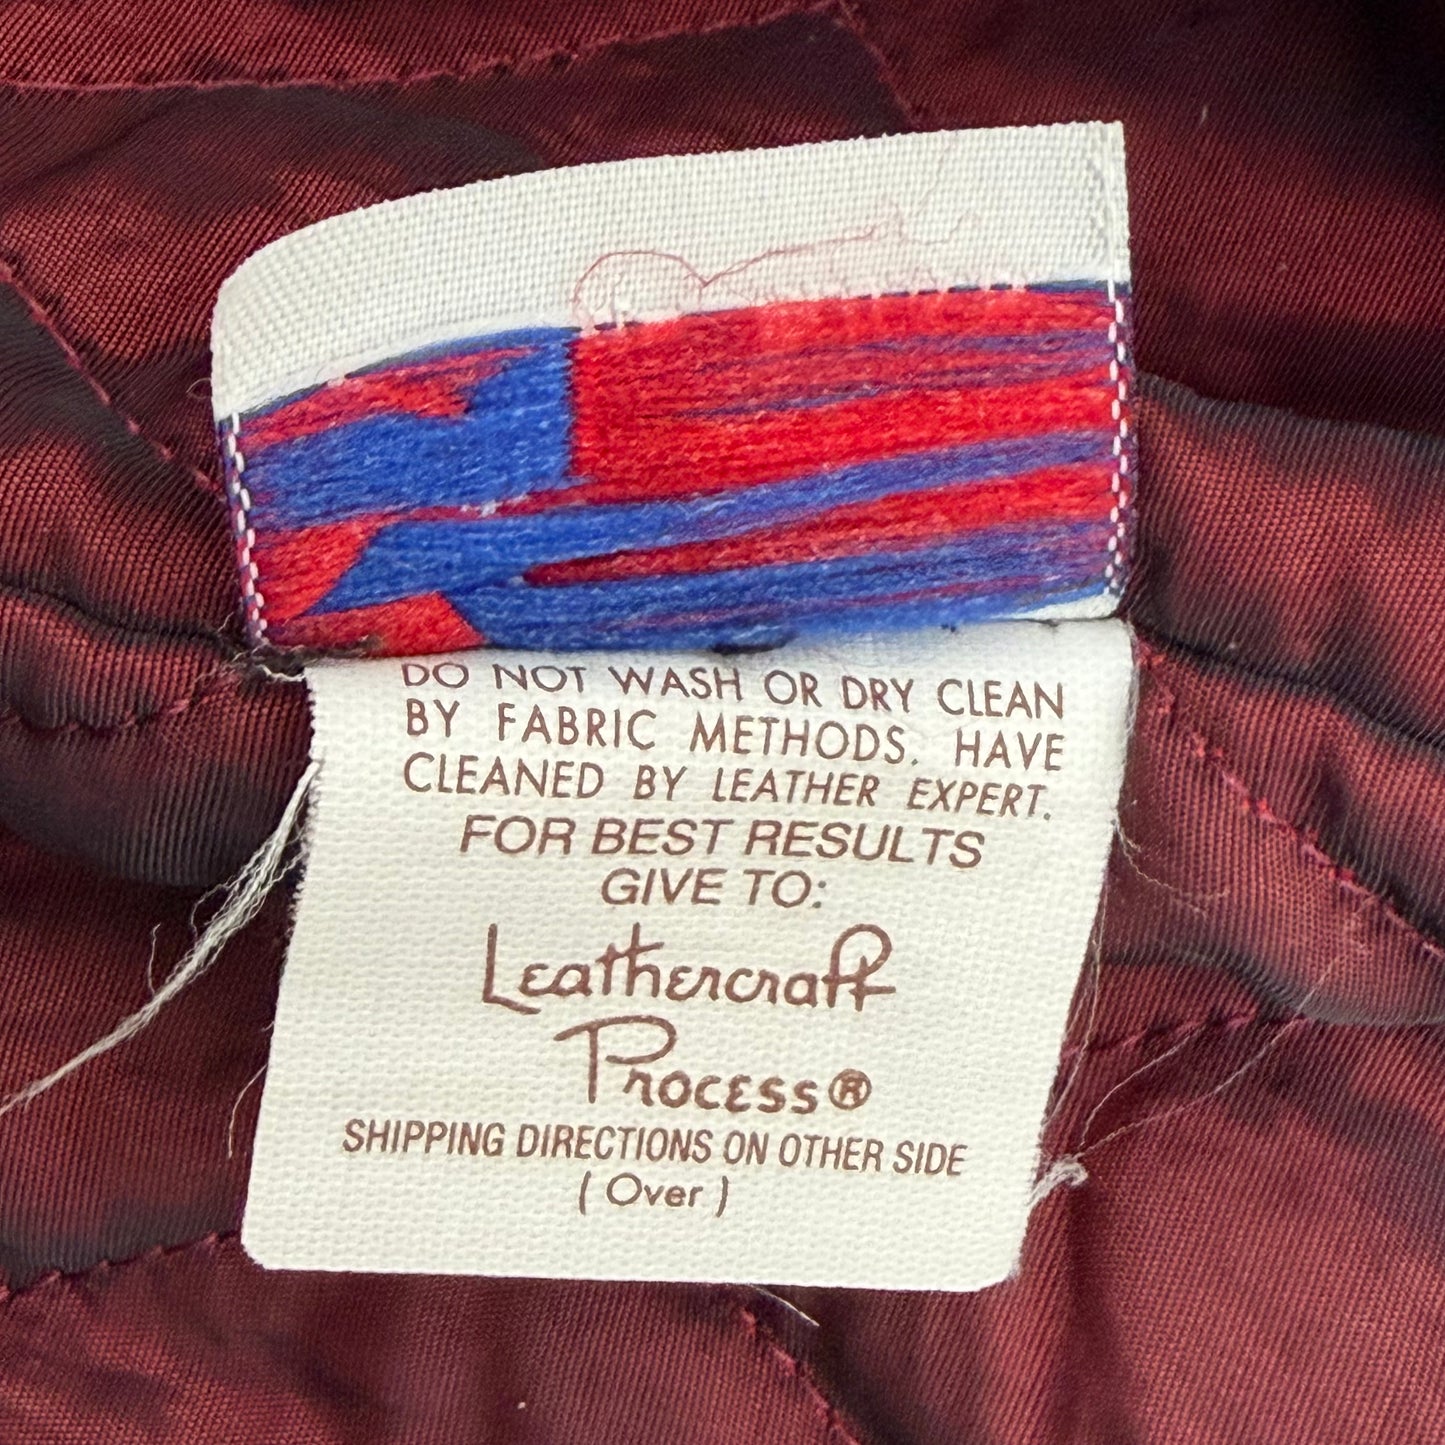 DO NOT WASH OR DRY CLEAN
BY FABRIC METHODS. HAVE
CLEANED BY LEATHER EXPERT.
FOR BEST RESULTS
GIVE TO:
Leathercraft
Process®
SHIPPING DIRECTIONS ON OTHER SIDE
(Over)